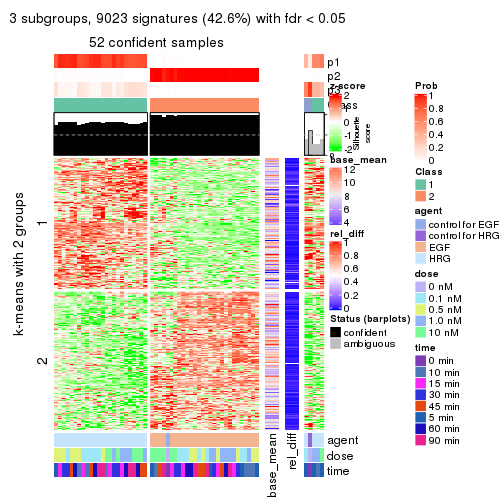 3 subgroups, 9023 signatures (42.6%) with fdr < 0.05
52 confident samples
p1
p2
p3
Class
z-score
2
1
0
-1
-2
Silhouette
score
base_mean
12
10
8
6
4
rel_diff
1
0.8
0.6
0.4
0.2
0
Status (barplots)
confident
ambiguous
Prob
1
0.8
0.6
0.4
0.2
0
Class
1
2
agent
control for EGF
control for HRG
EGF
HRG
dose
0 nM
0.1 nM
0.5 nM
1.0 nM
10 nM
time
0 min
10 min
15 min
30 min
45 min
5 min
60 min
90 min
k-means with 2 groups
1
2
agent
dose
time
base_mean
rel_diff